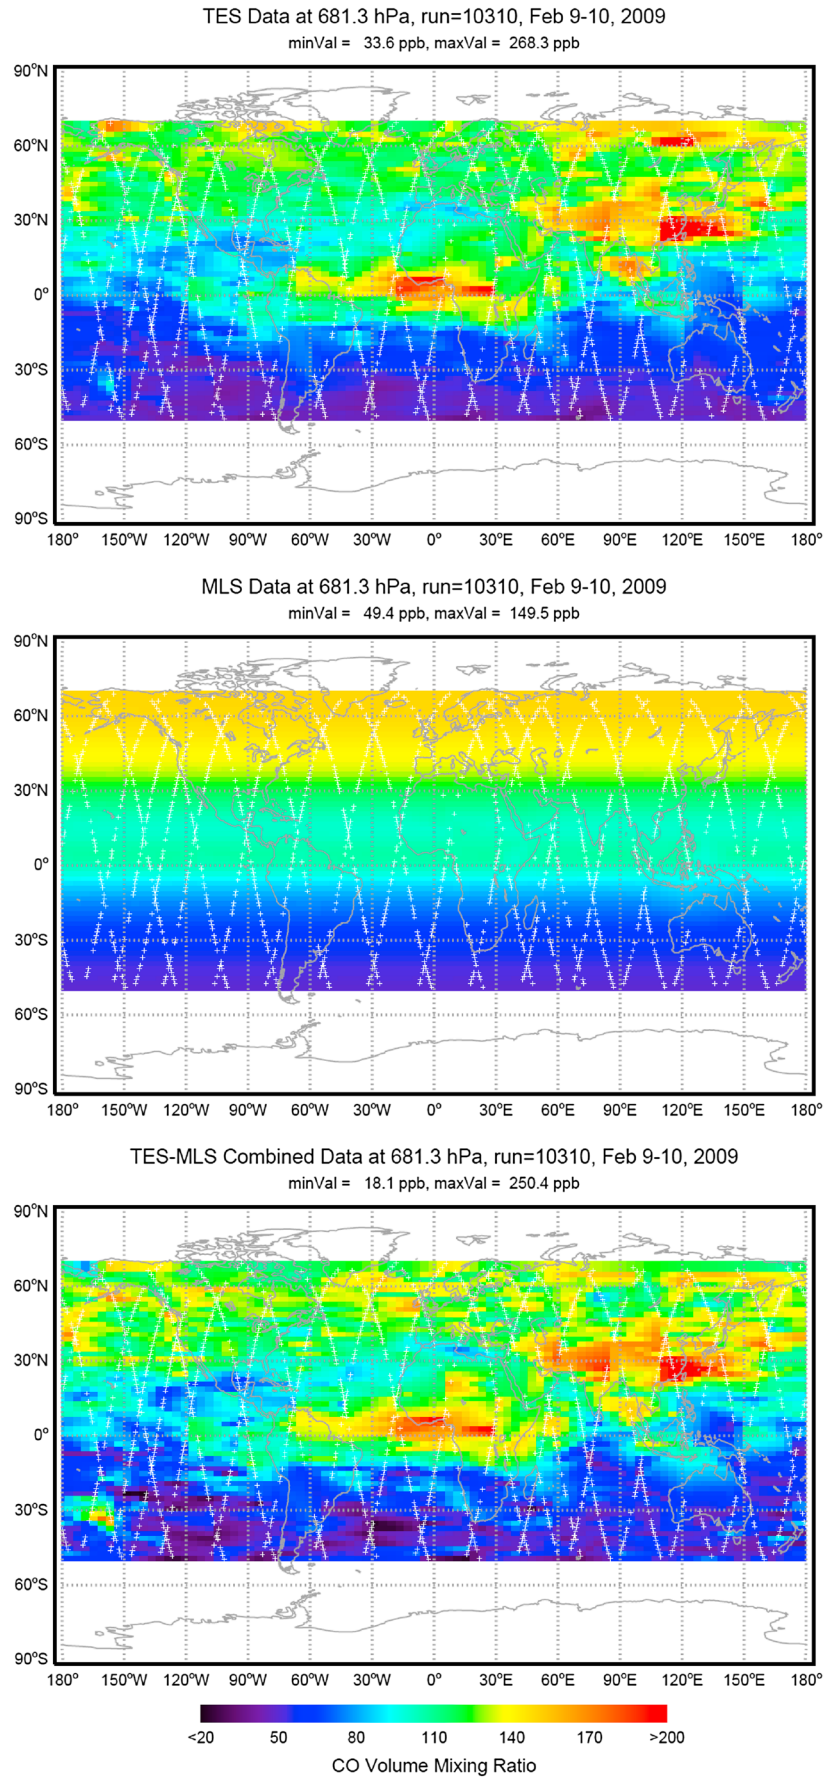 TES Data at 681.3 hPa, run=10310, Feb 9-10, 2009
minVal = 33.6 ppb, maxVal = 268.3 ppb
90°N
60°N
30°N
0°
30°S
60°S
90°S
180° 150°W 120°W 90°W 60°W 30°W 0° 30°E 60°E 90°E 120°E 150°E 180°
MLS Data at 681.3 hPa, run=10310, Feb 9-10, 2009
minVal = 49.4 ppb, maxVal = 149.5 ppb
90°N
60°N
30°N
0°
30°S
60°S
90°S
180° 150°W 120°W 90°W 60°W 30°W 0° 30°E 60°E 90°E 120°E 150°E 180°
TES-MLS Combined Data at 681.3 hPa, run=10310, Feb 9-10, 2009
minVal = 18.1 ppb, maxVal = 250.4 ppb
90°N
60°N
30°N
0°
30°S
60°S
90°S
180° 150°W 120°W 90°W 60°W 30°W 0° 30°E 60°E 90°E 120°E 150°E 180°
<20 50 80 110 140 170 >200
CO Volume Mixing Ratio